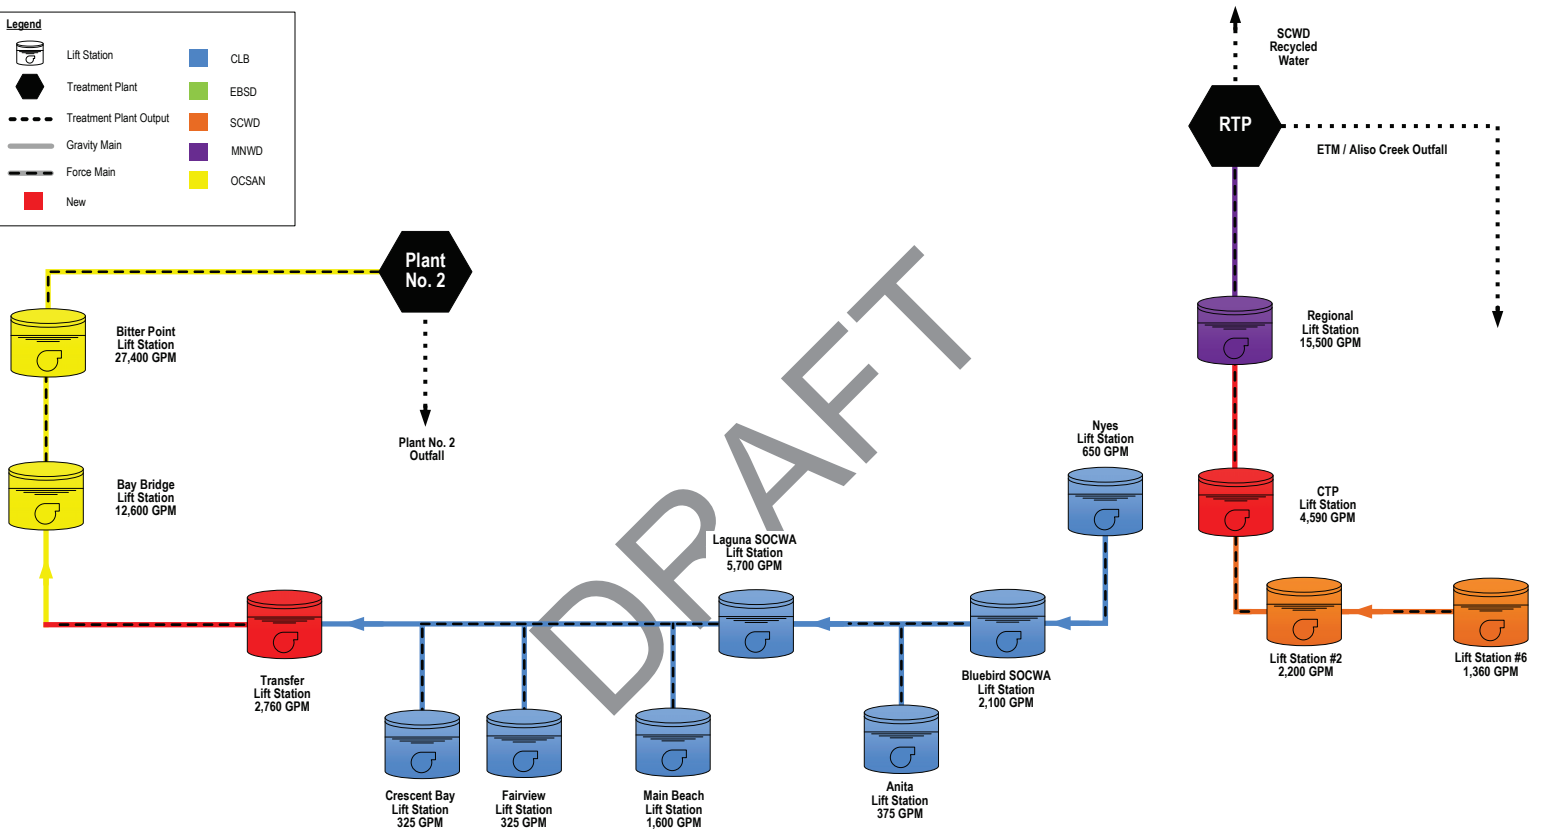 Legend
Lift Station
Treatment Plant
Treatment Plant Output
Gravity Main
Force Main
New
CLB
EBSD
SCWD
MNWD
OCSAN
SCWD
Recycled
Water
RTP
ETM / Aliso Creek Outfall
Plant
No. 2
Plant No. 2
Outfall
Bitter Point
Lift Station
27,400 GPM
Bay Bridge
Lift Station
12,600 GPM
Regional
Lift Station
15,500 GPM
Nyes
Lift Station
650 GPM
CTP
Lift Station
4,590 GPM
DRAFT
Laguna SOCWA
Lift Station
5,700 GPM
Transfer
Lift Station
2,760 GPM
Bluebird SOCWA
Lift Station
2,100 GPM
Lift Station #2
2,200 GPM
Lift Station #6
1,360 GPM
Crescent Bay
Lift Station
325 GPM
Fairview
Lift Station
325 GPM
Main Beach
Lift Station
1,600 GPM
Anita
Lift Station
375 GPM